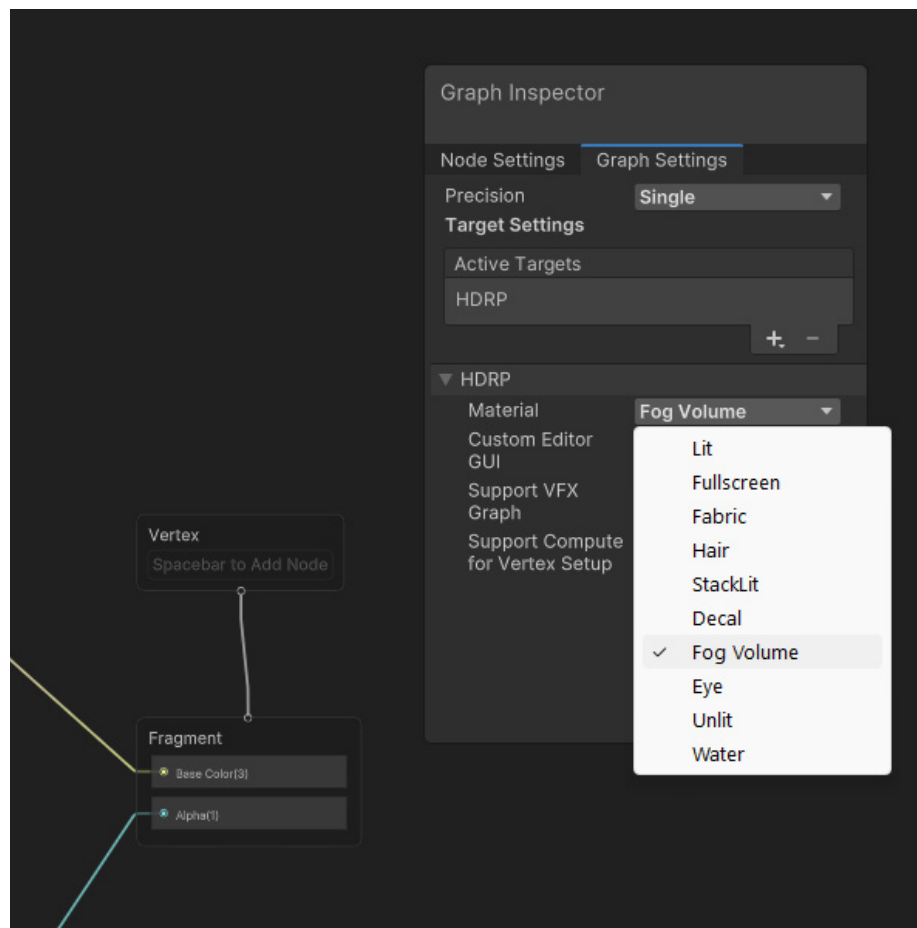 Graph Inspector
Node Settings
Graph Settings
Precision
Single
Target Settings
Active Targets
HDRP
HDRP
Material
Fog Volume
Custom Editor
GUI
Support VFX
Graph
Support Compute
for Vertex Setup
Lit
Fullscreen
Fabric
Hair
StackLit
Decal
Fog Volume
Eye
Unlit
Water
Vertex
Spacebar to Add Node
Fragment
Base Color(3)
Alpha(1)